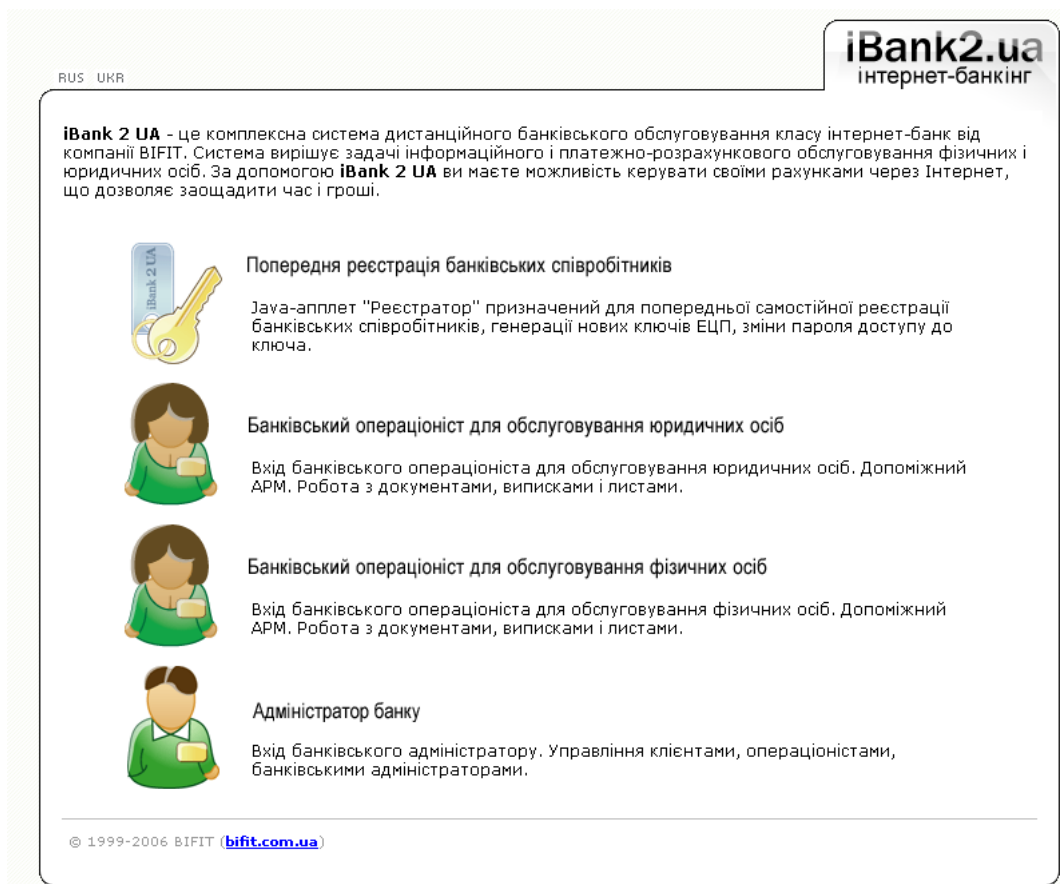 iBank2.ua
інтернет-банкінг
RUS UKR
iBank 2 UA - це комплексна система дистанційного банківського обслуговування класу інтернет-банк від
компанії BIFIT. Система вирішує задачі інформаційного і платежно-розрахункового обслуговування фізичних і
юридичних осіб. За допомогою iBank 2 UA ви маєте можливість керувати своїми рахунками через Інтернет,
що дозволяє заощадити час і гроші.
iBank 2 UA
Попередня реєстрація банківських співробітників
Java-апплет "Реєстратор" призначений для попередньої самостійної реєстрації
банківських співробітників, генерації нових ключів ЕЦП, зміни пароля доступу до
ключа.
Банківський операціоніст для обслуговування юридичних осіб
Вхід банківського операціоніста для обслуговування юридичних осіб. Допоміжний
АРМ. Робота з документами, виписками і листами.
Банківський операціоніст для обслуговування фізичних осіб
Вхід банківського операціоніста для обслуговування фізичних осіб. Допоміжний
АРМ. Робота з документами, виписками і листами.
Адміністратор банку
Вхід банківського адміністратору. Управління клієнтами, операціоністами,
банківськими адміністраторами.
© 1999-2006 BIFIT (bifit.com.ua)